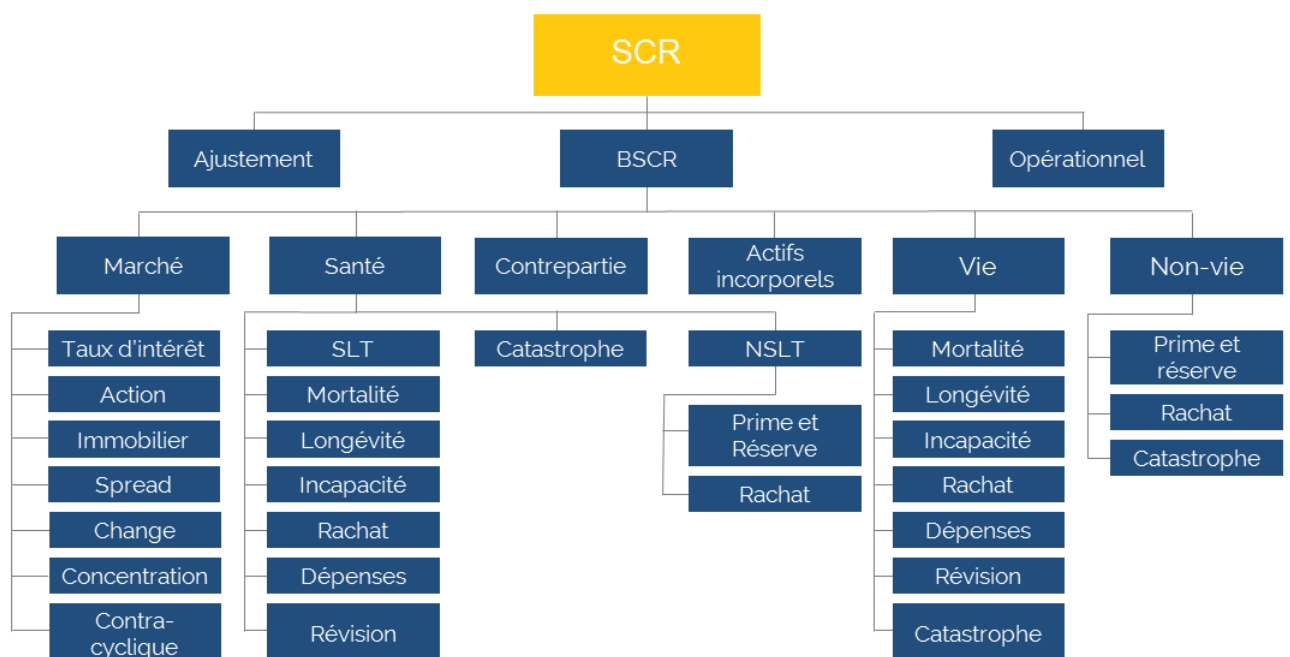 SCR
Ajustement
BSCR
Opérationnel
Marché
Santé
Contrepartie
Actifs
incorporels
Vie
Non-vie
Taux d'intérêt
Action
Immobilier
Spread
Change
Concentration
Contra-
cyclique
SLT
Mortalité
Longévité
Incapacité
Rachat
Dépenses
Révision
Catastrophe
NSLT
Prime et
Réserve
Rachat
Mortalité
Longévité
Incapacité
Rachat
Dépenses
Révision
Catastrophe
Prime et
réserve
Rachat
Catastrophe